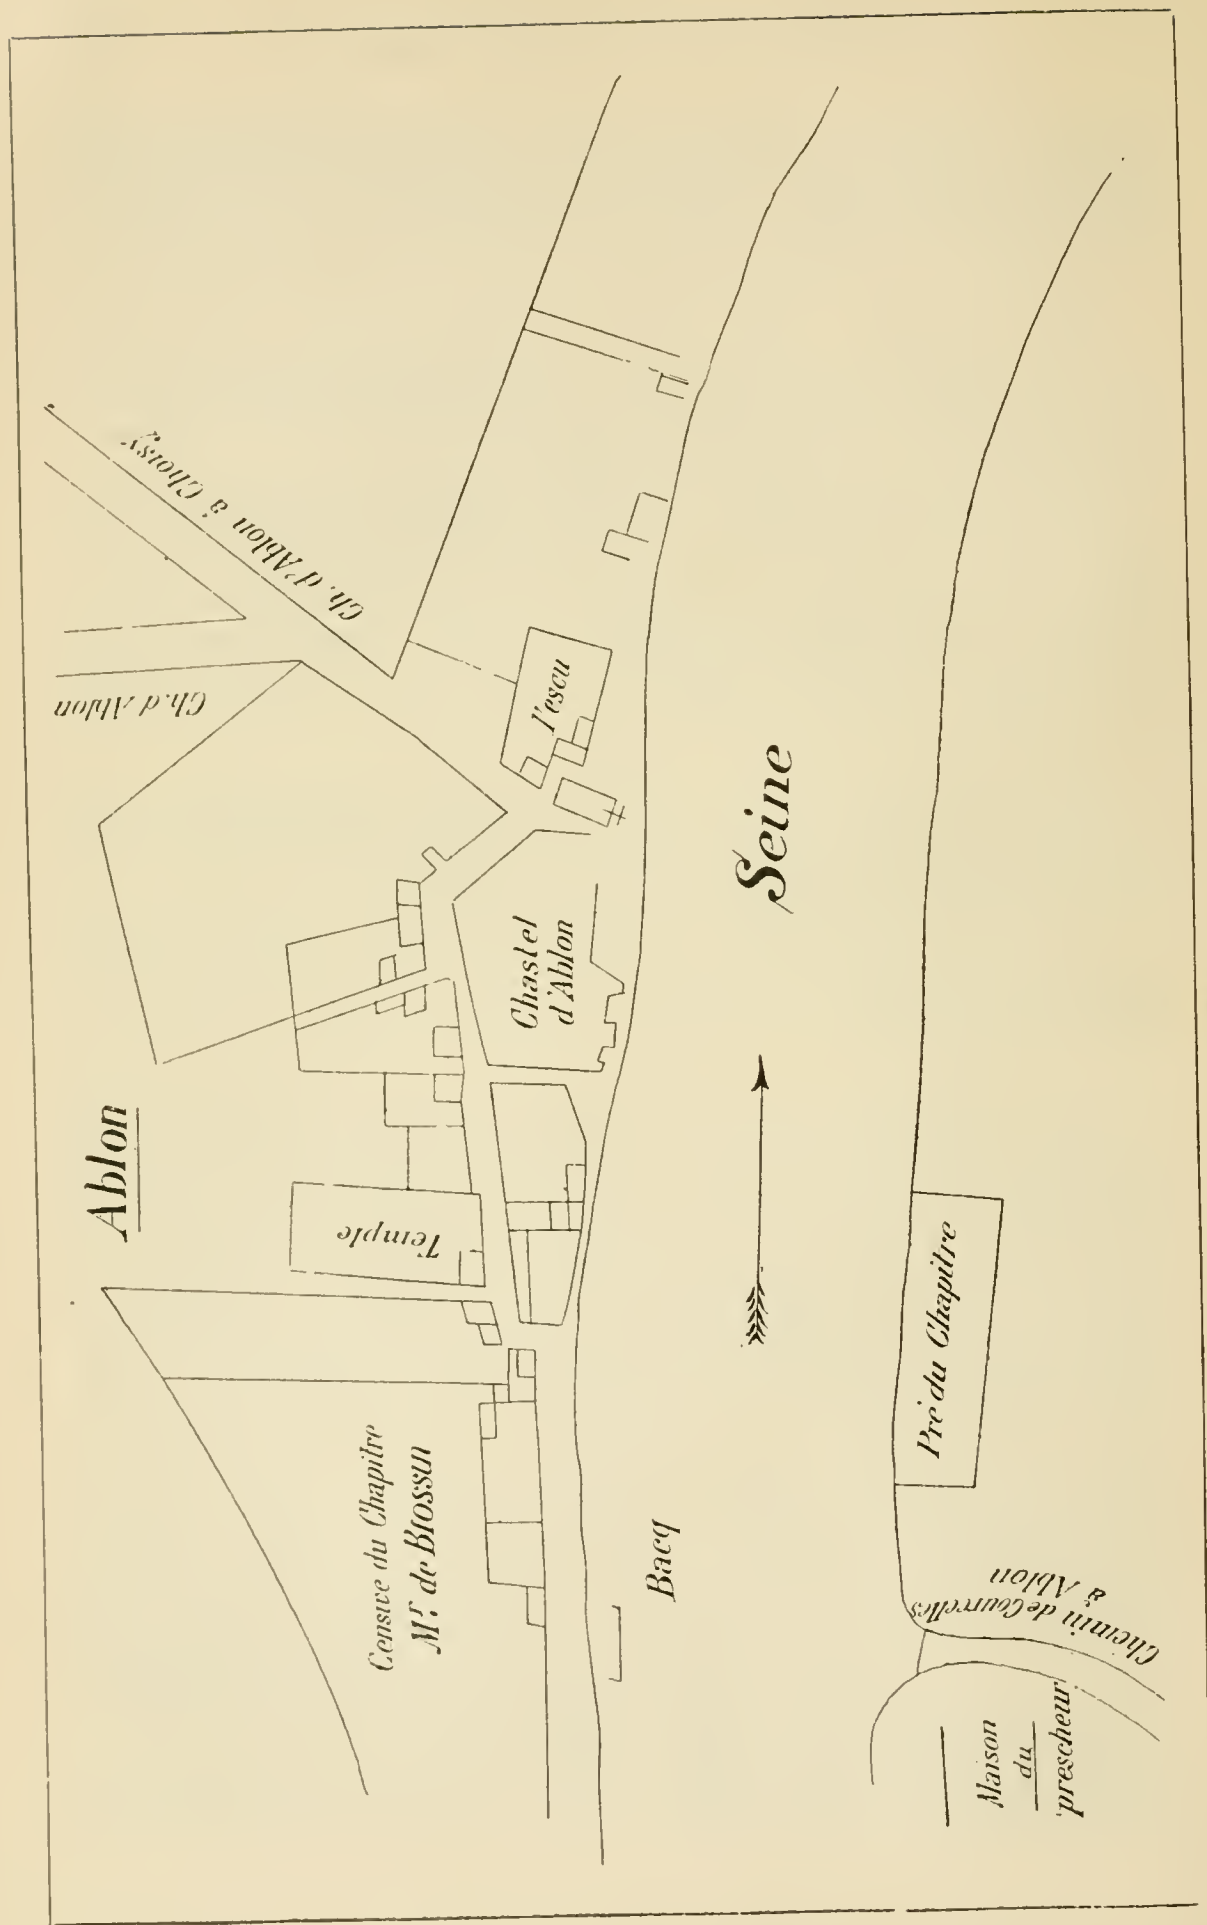 Ablon
Ch. d'Ablon
Ch. d'Ablon à Choisy
l'escu
Chastel
d'Ablon
Temple
Censive du Chapitre
Mr. de Brossin
Seine
Bacq
Pré du Chapitre
Chemin de Courcelles
à Ablon
Maison
du
prescheur